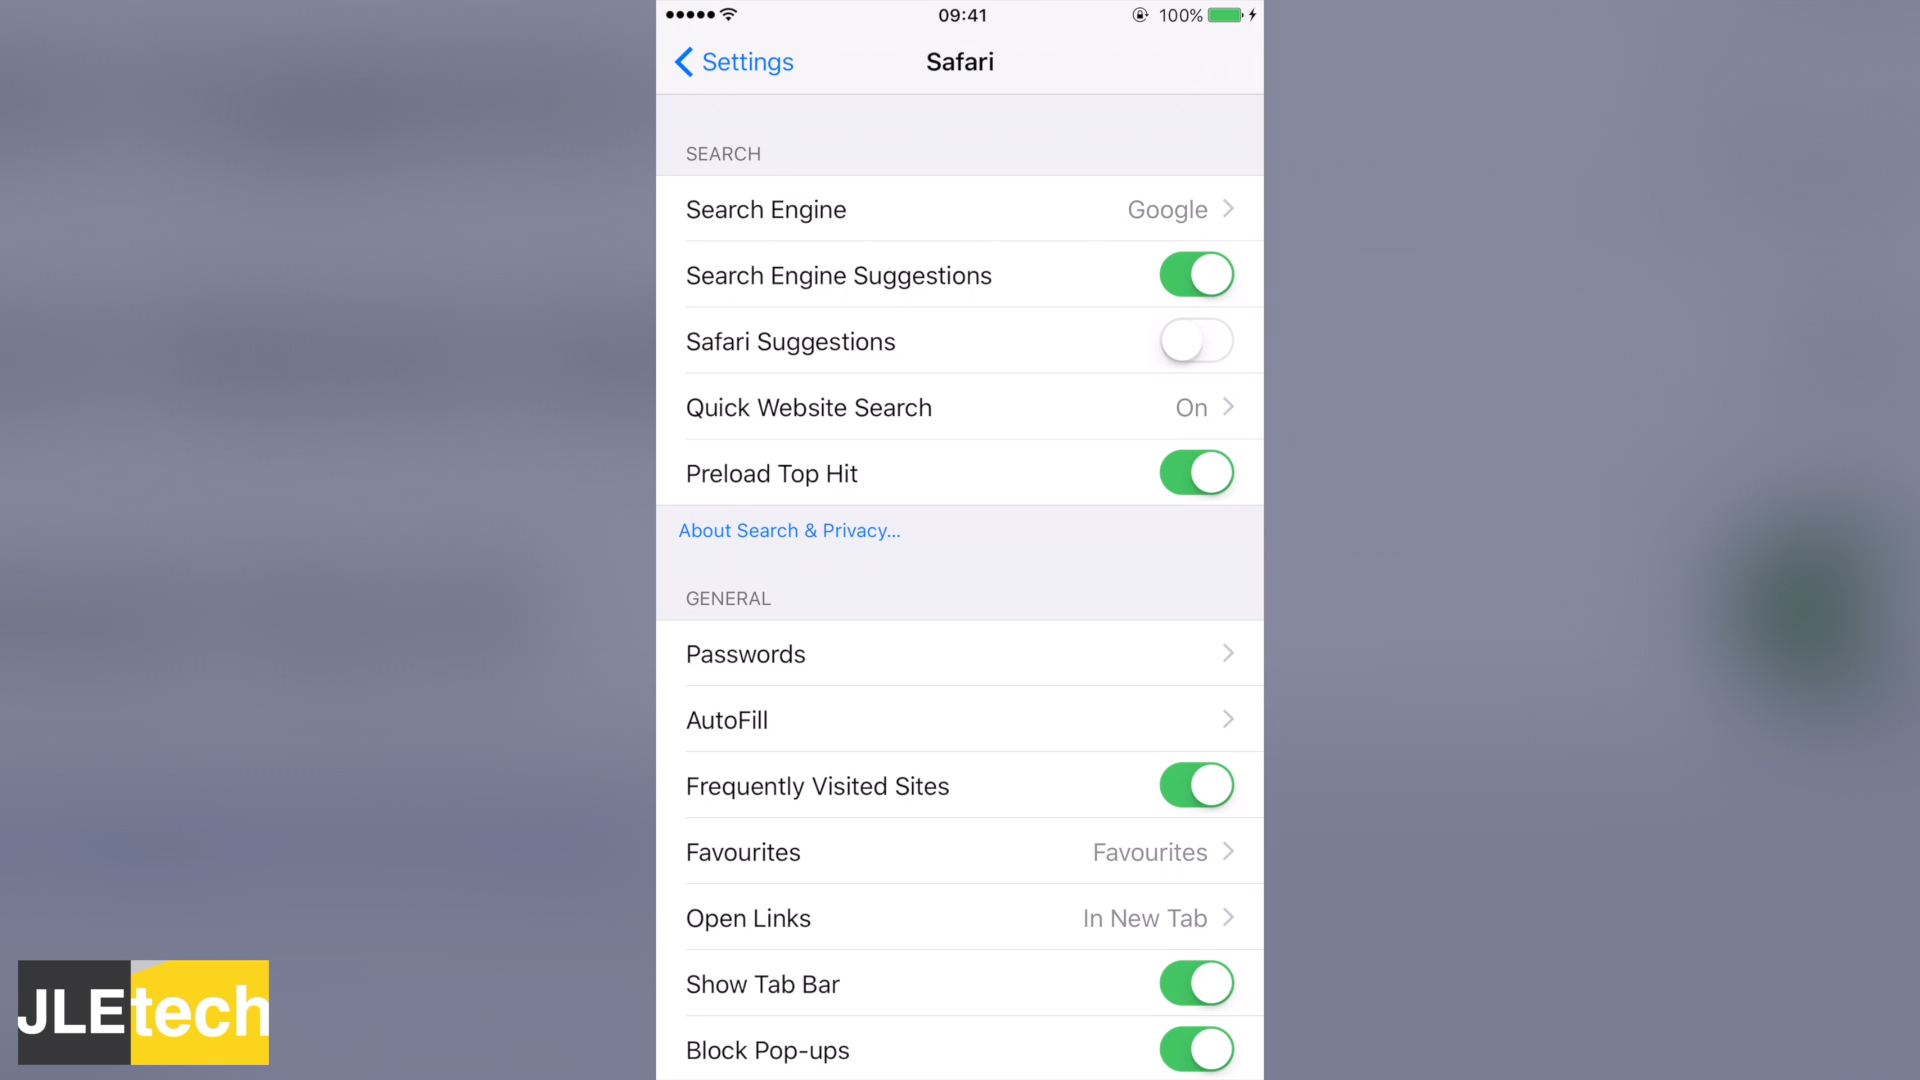 09:41
100%
Settings
Safari
SEARCH
Search Engine Google
Search Engine Suggestions
Safari Suggestions
Quick Website Search On
Preload Top Hit
About Search & Privacy...
GENERAL
Passwords
AutoFill
Frequently Visited Sites
Favourites Favourites
Open Links In New Tab
Show Tab Bar
Block Pop-ups
JLEtech